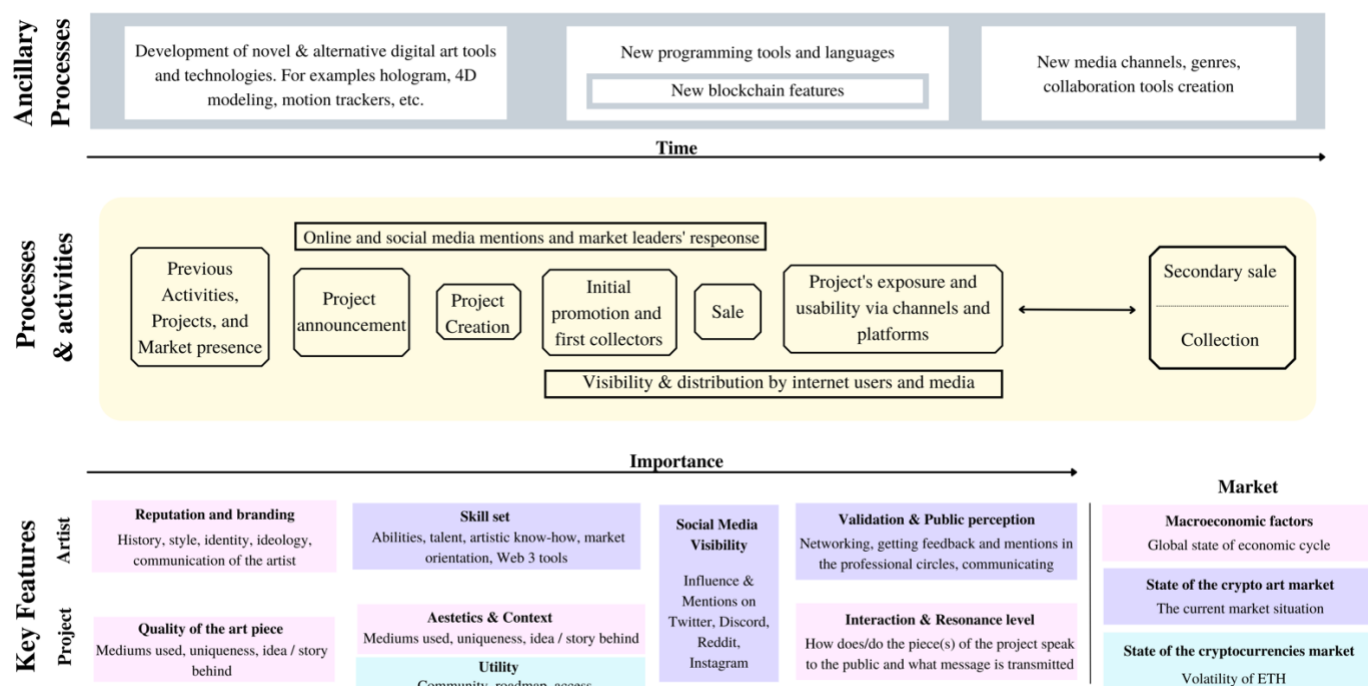 Ancillary
Processes
Development of novel & alternative digital art tools
and technologies. For examples hologram, 4D
modeling, motion trackers, etc.
New programming tools and languages
New blockchain features
New media channels, genres,
collaboration tools creation
Time
Processes
& activities
Online and social media mentions and market leaders' respeonse
Previous
Activities,
Projects, and
Market presence
Project
announcement
Project
Creation
Initial
promotion and
first collectors
Sale
Project's exposure and
usability via channels and
platforms
Secondary sale
Collection
Visibility & distribution by internet users and media
Importance
Key Features
Artist
Reputation and branding
History, style, identity, ideology,
communication of the artist
Skill set
Abilities, talent, artistic know-how, market
orientation, Web 3 tools
Social Media
Visibility
Influence &
Mentions on
Twitter, Discord,
Reddit,
Instagram
Validation & Public perception
Networking, getting feedback and mentions in
the professional circles, communicating
Project
Quality of the art piece
Mediums used, uniqueness, idea / story
behind
Aestetics & Context
Mediums used, uniqueness, idea / story behind
Utility
Community, roadmap, access
Interaction & Resonance level
How does/do the piece(s) of the project speak
to the public and what message is transmitted
Market
Macroeconomic factors
Global state of economic cycle
State of the crypto art market
The current market situation
State of the cryptocurrencies market
Volatility of ETH